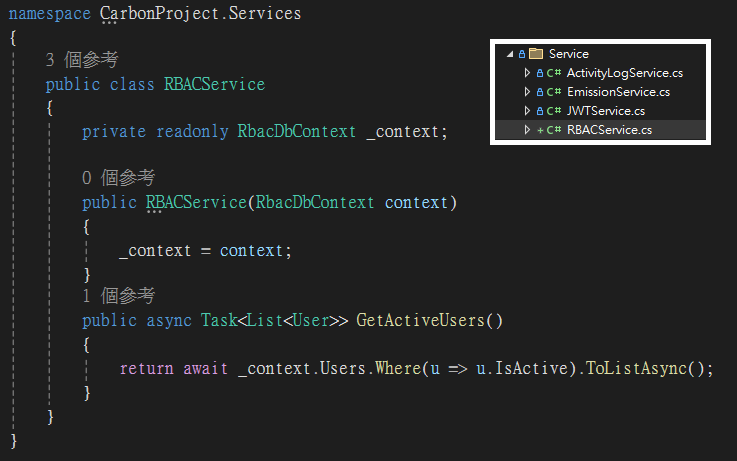 namespace CarbonProject.Services
{
3 個參考
public class RBACService
{
private readonly RbacDbContext _context;
0 個參考
public RBACService(RbacDbContext context)
{
_context = context;
}
1 個參考
public async Task<List<User>> GetActiveUsers()
{
return await _context.Users.Where(u => u.IsActive).ToListAsync();
}
}
}
Service
C# ActivityLogService.cs
C# EmissionService.cs
C# JWTService.cs
+ C# RBACService.cs